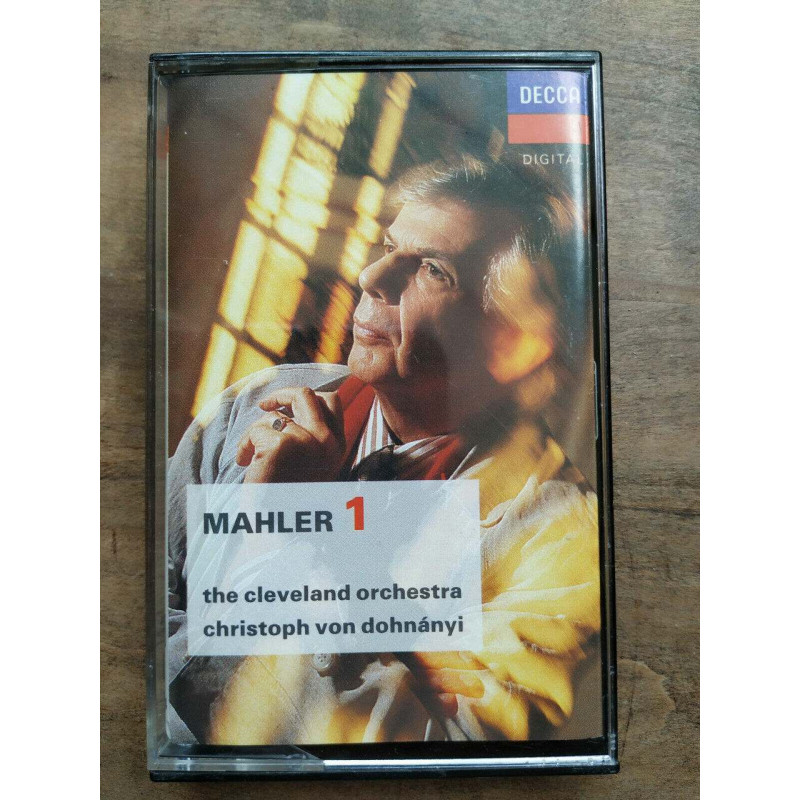 DECCA
DIGITAL
MAHLER 1
the cleveland orchestra
christoph von dohnányi